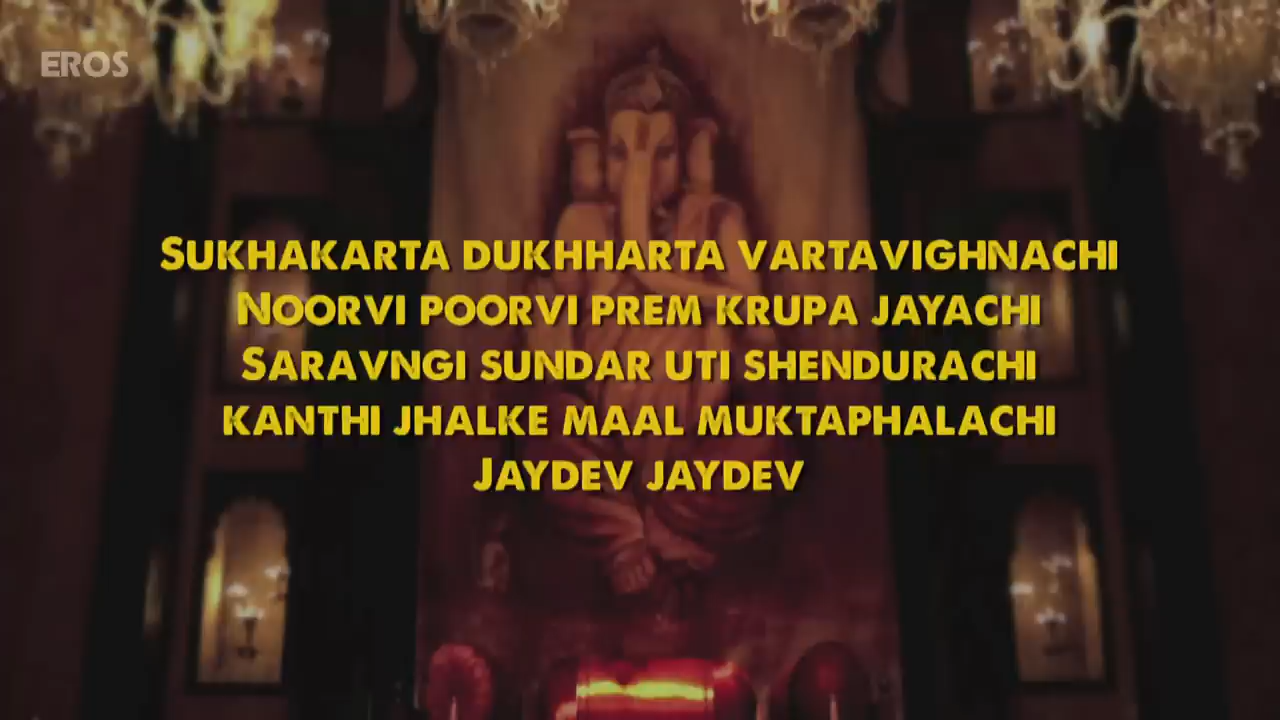 EROS
Sukhakarta dukhharta vartavighnachi
Noorvi poorvi prem krupa jayachi
Saravngi sundar uti shendurachi
kanthi jhalke maal muktaphalachi
Jaydev jaydev